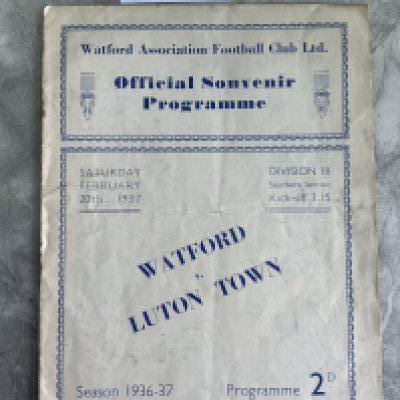 Watford Association Football Club Ltd.
Official Souvenir
Programme
SATURDAY
FEBRUARY
20th... 1937
DIVISION III
Southern Section
Kick-off 3.15
WATFORD
v.
LUTON TOWN
Season 1936-37
Programme 2D